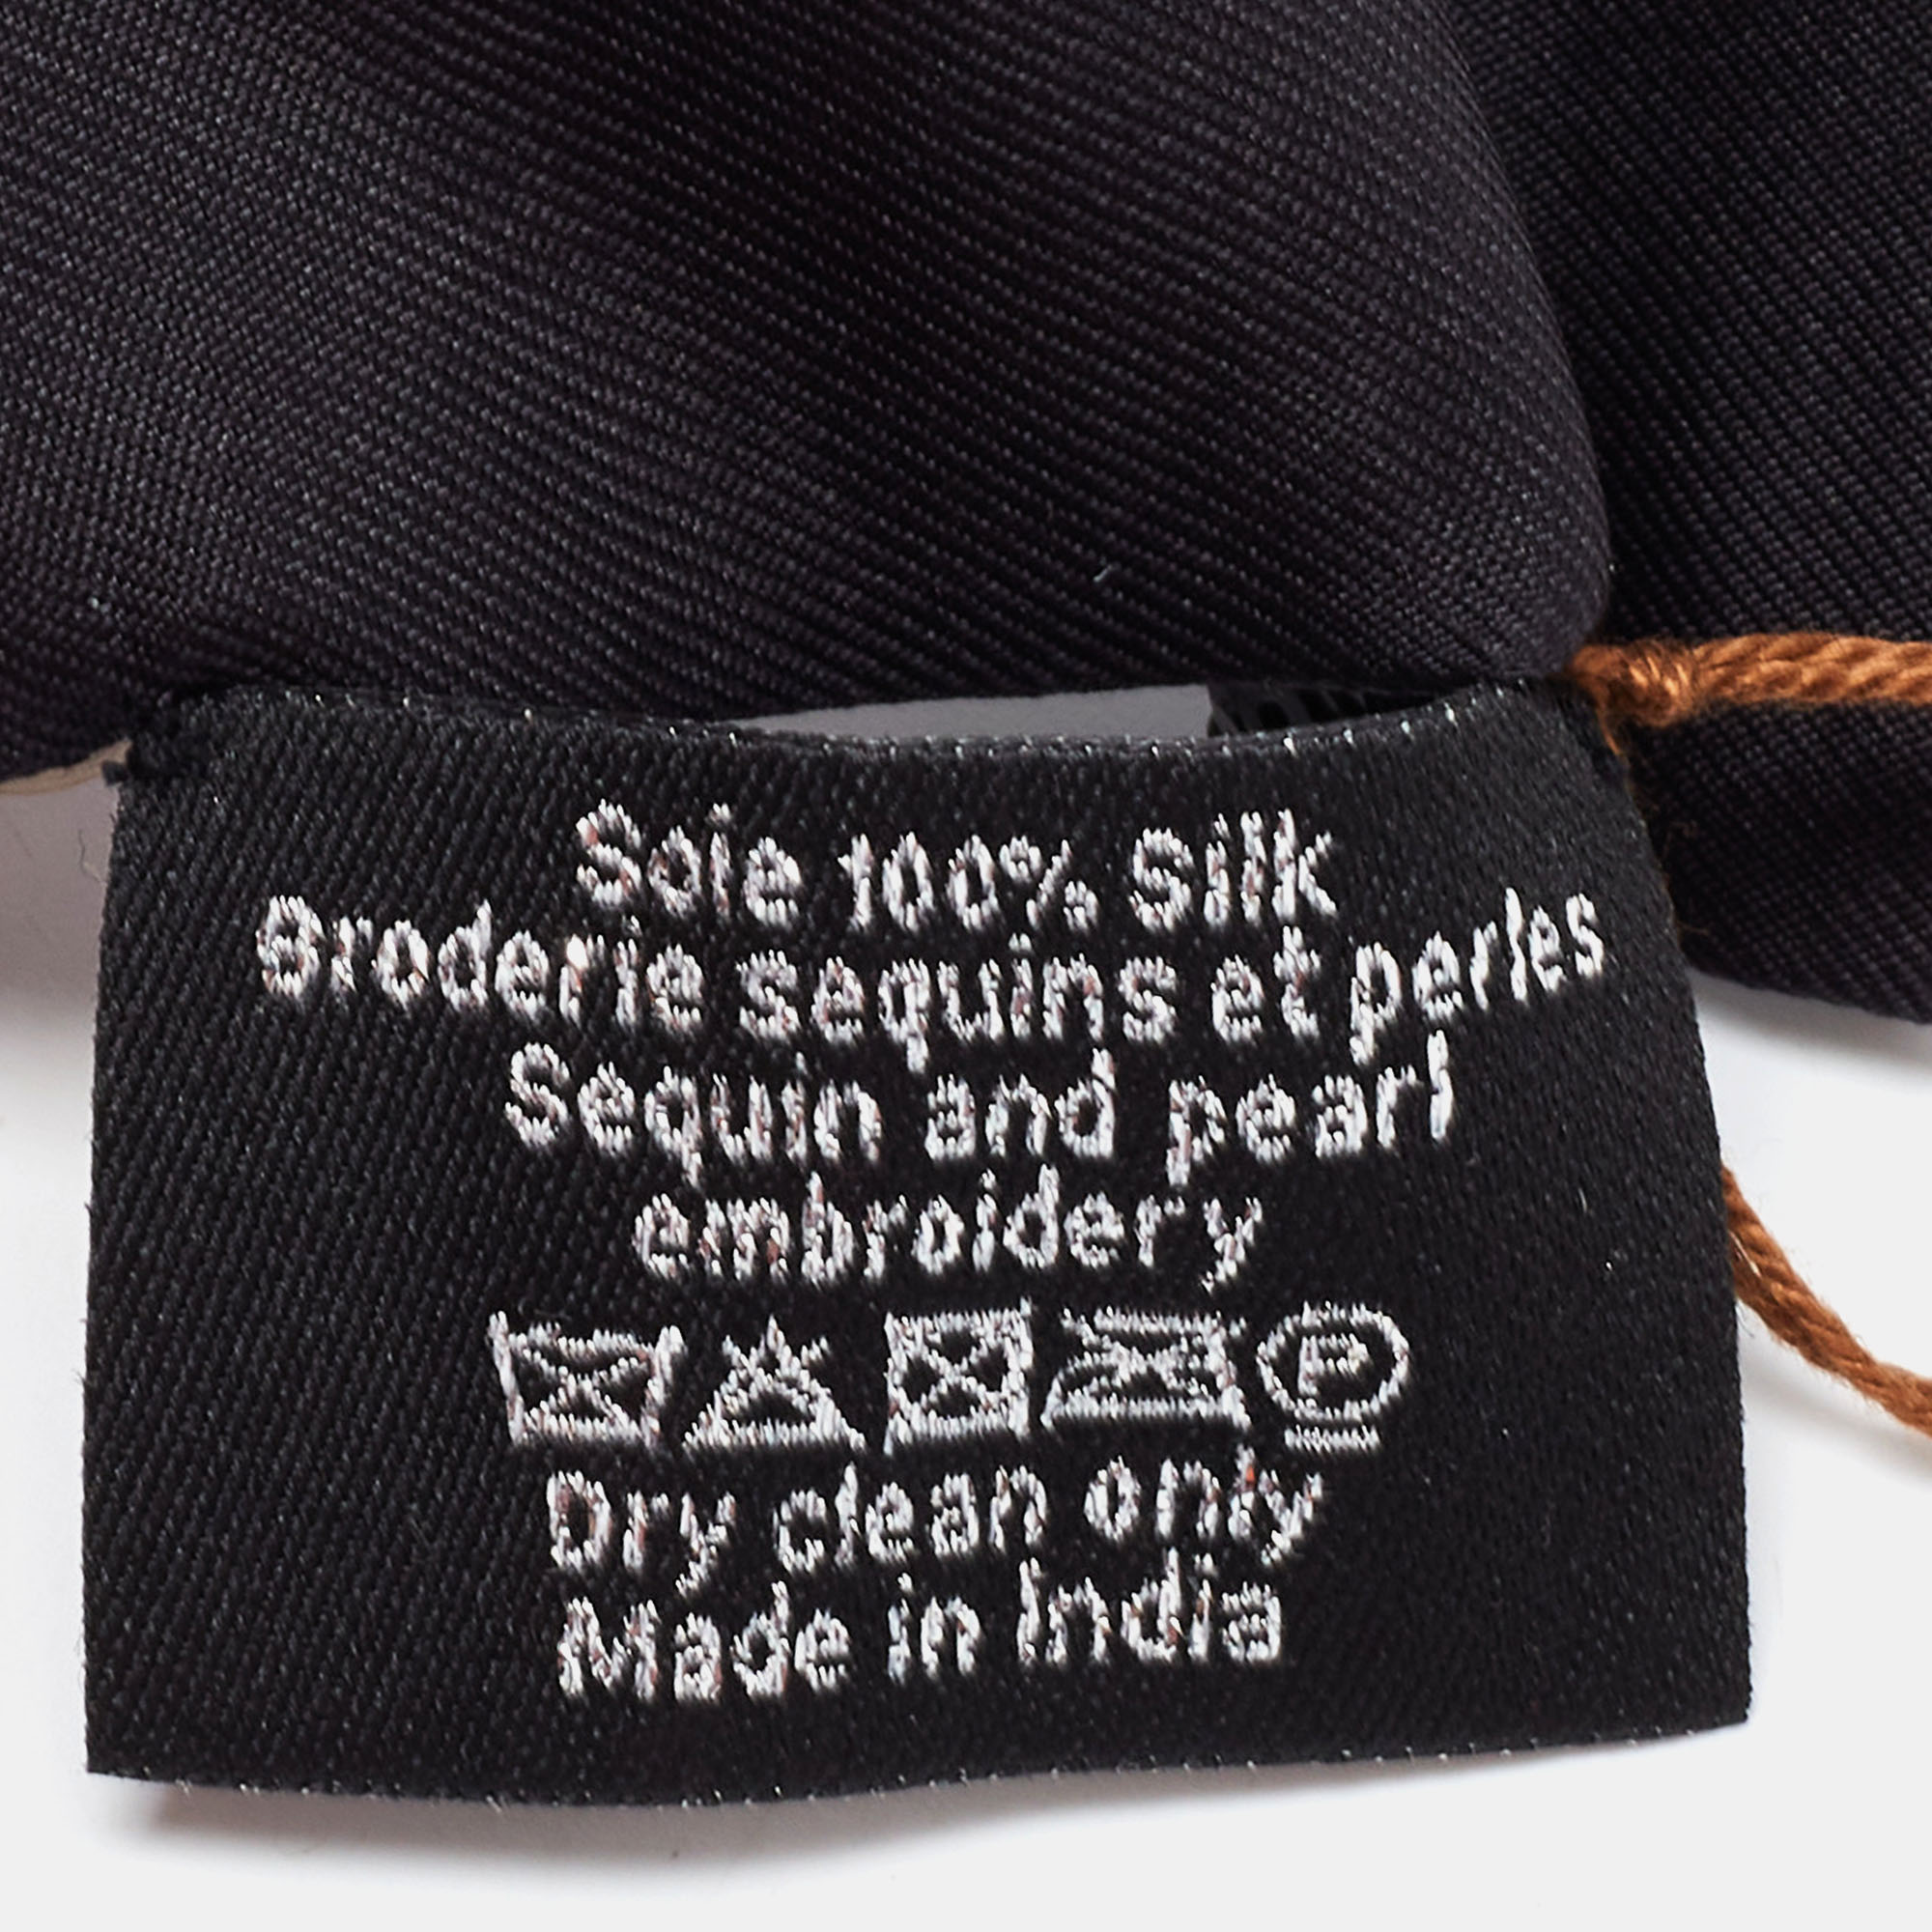 Soie 100% Silk
Broderie sequins et perles
Sequin and pearl
embroidery
P
Dry clean only
Made in India